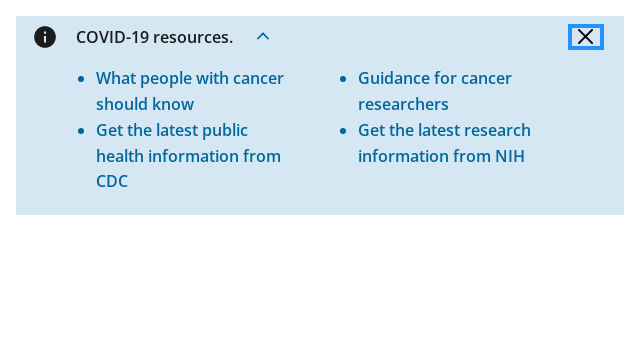 COVID-19 resources.
What people with cancer
should know
Get the latest public
health information from
CDC
Guidance for cancer
researchers
Get the latest research
information from NIH